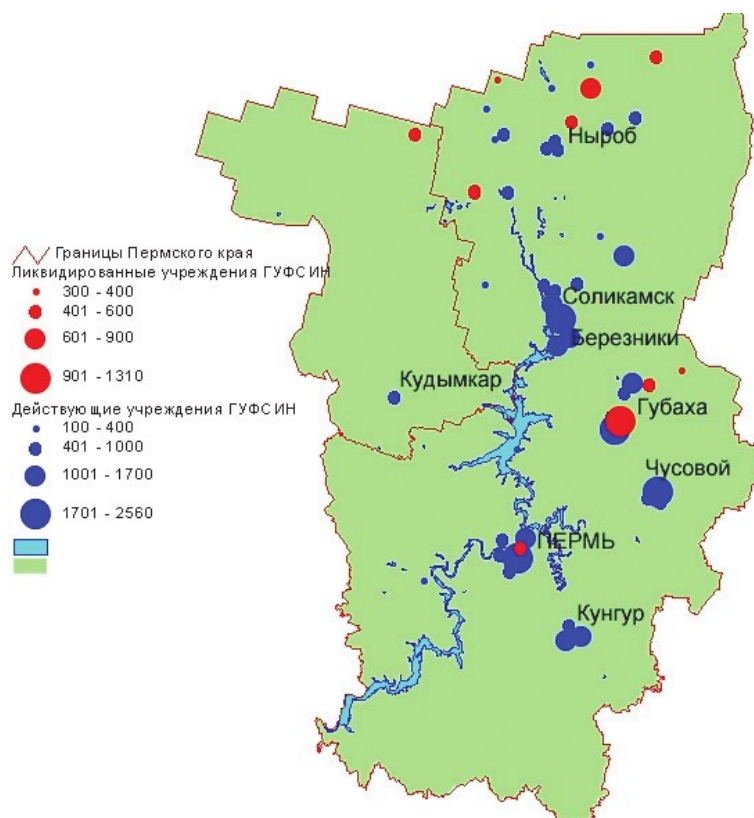 Ныроб
Границы Пермского края
Ликвидированные учреждения ГУФСИН
300 - 400
401 - 600
601 - 900
901 - 1310
Действующие учреждения ГУФСИН
100 - 400
401 - 1000
1001 - 1700
1701 - 2560
Соликамск
Березники
Кудымкар
Губаха
Чусовой
ПЕРМЬ
Кунгур